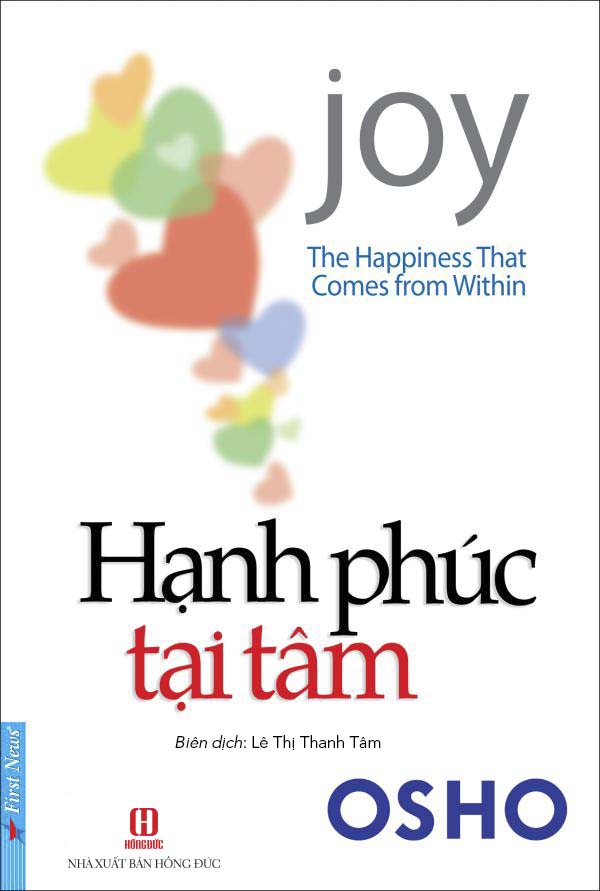 joy
The Happiness That
Comes from Within
Hạnh phúc
tại tâm
Biên dịch: Lê Thị Thanh Tâm
First News®
OSHO
H
HỒNG ĐỨC
NHÀ XUẤT BẢN HỒNG ĐỨC